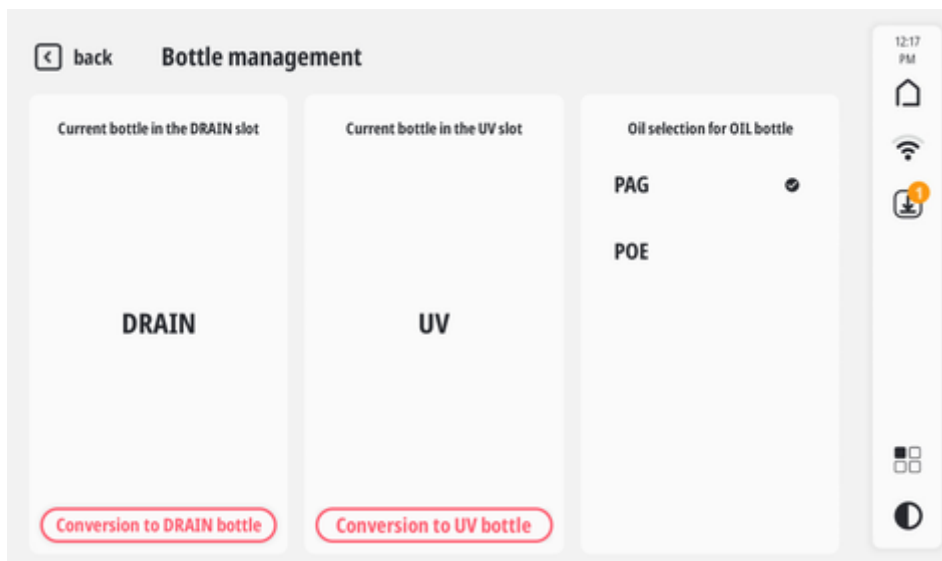 back
Bottle management
12:17
PM
Current bottle in the DRAIN slot
Current bottle in the UV slot
Oil selection for OIL bottle
PAG
POE
1
DRAIN
UV
Conversion to DRAIN bottle
Conversion to UV bottle